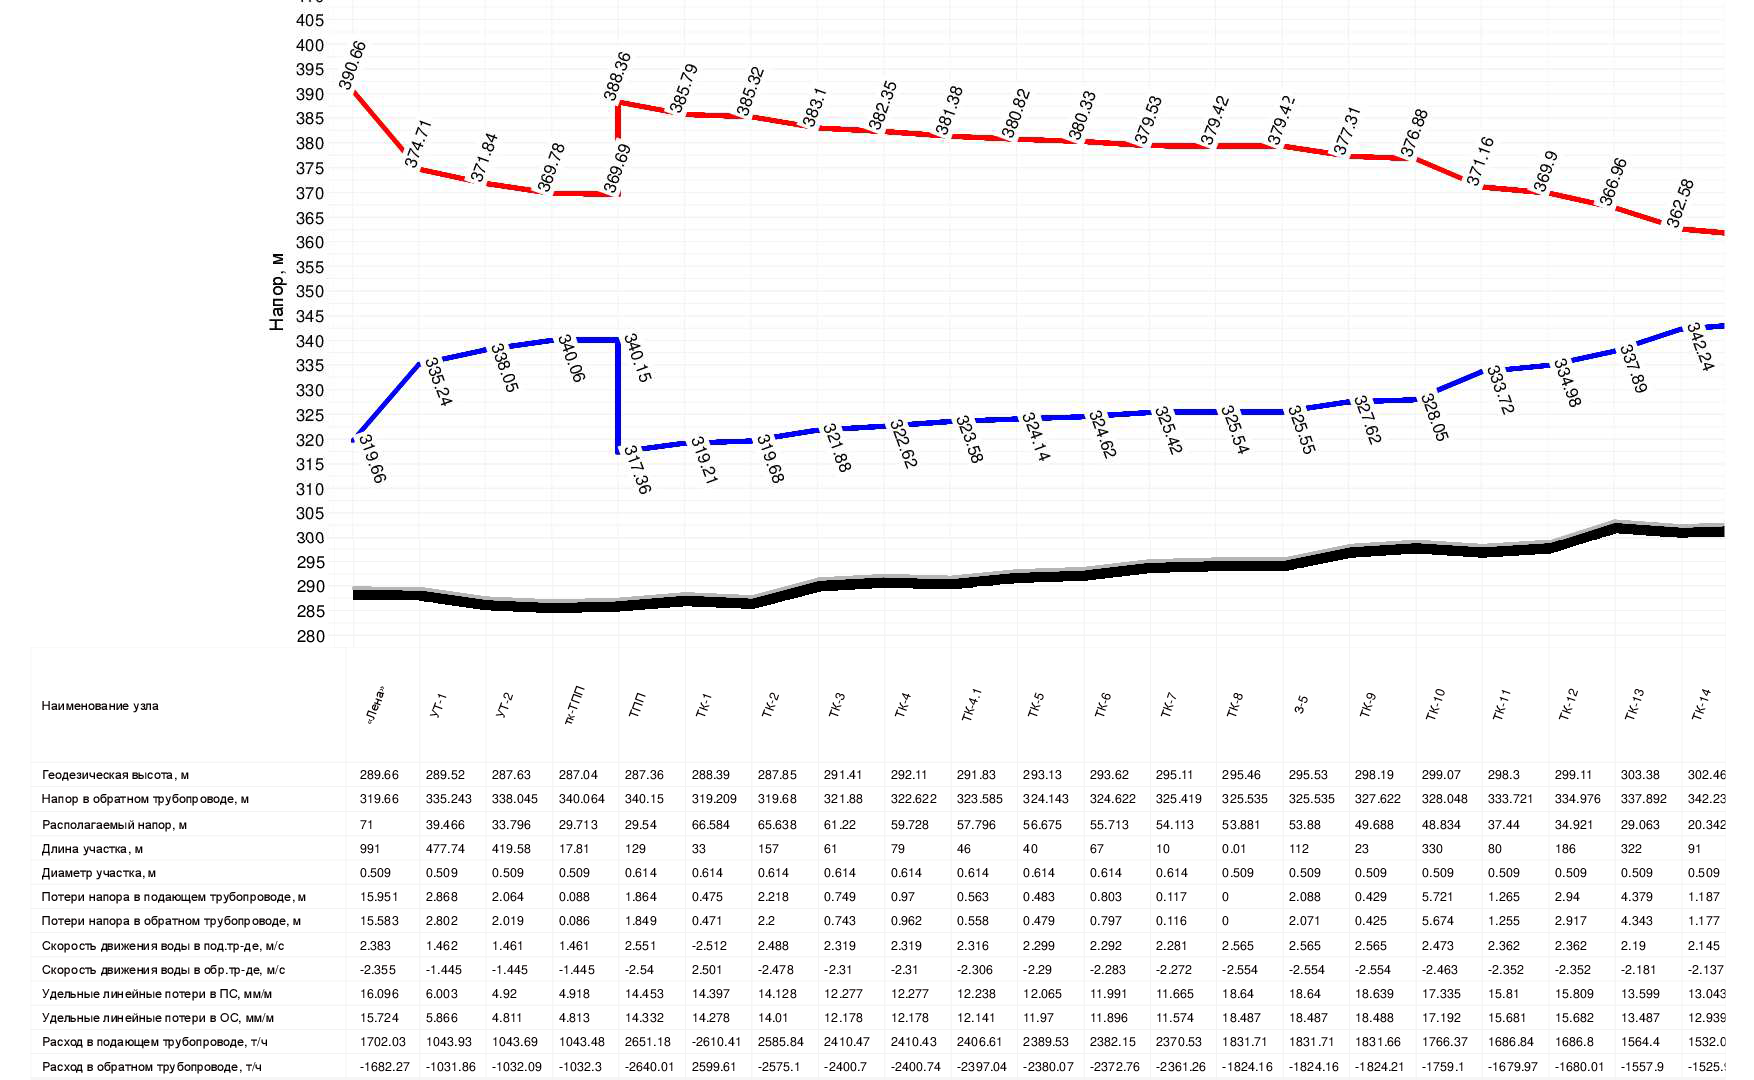 405
400
395
390
385
380
375
370
365
360
355
350
345
340
335
330
325
320
315
310
305
300
295
290
285
280
Напор, м
390.66 374.71 371.84 369.78 369.69 388.36 385.79 385.32 383.1 382.35 381.38 380.82 380.33 379.53 379.42 379.42 377.31 376.88 371.16 369.9 366.96 362.58
319.66 335.24 338.05 340.06 340.15 317.36 319.21 319.68 321.88 322.62 323.58 324.14 324.62 325.42 325.54 325.55 327.62 328.05 333.72 334.98 337.89 342.24
Наименование узла «Лена» УТ-1 УТ-2 тк-ТПП ТПП ТК-1 ТК-2 ТК-3 ТК-4 ТК-4.1 ТК-5 ТК-6 ТК-7 ТК-8 З-5 ТК-9 ТК-10 ТК-11 ТК-12 ТК-13 ТК-14
Геодезическая высота, м 289.66 289.52 287.63 287.04 287.36 288.39 287.85 291.41 292.11 291.83 293.13 293.62 295.11 295.46 295.53 298.19 299.07 298.3 299.11 303.38 302.46
Напор в обратном трубопроводе, м 319.66 335.243 338.045 340.064 340.15 319.209 319.68 321.88 322.622 323.585 324.143 324.622 325.419 325.535 325.535 327.622 328.048 333.721 334.976 337.892 342.23
Располагаемый напор, м 71 39.466 33.796 29.713 29.54 66.584 65.638 61.22 59.728 57.796 56.675 55.713 54.113 53.881 53.88 49.688 48.834 37.44 34.921 29.063 20.342
Длина участка, м 991 477.74 419.58 17.81 129 33 157 61 79 46 40 67 10 0.01 112 23 330 80 186 322 91
Диаметр участка, м 0.509 0.509 0.509 0.509 0.614 0.614 0.614 0.614 0.614 0.614 0.614 0.614 0.614 0.509 0.509 0.509 0.509 0.509 0.509 0.509 0.509
Потери напора в подающем трубопроводе, м 15.951 2.868 2.064 0.088 1.864 0.475 2.218 0.749 0.97 0.563 0.483 0.803 0.117 0 2.088 0.429 5.721 1.265 2.94 4.379 1.187
Потери напора в обратном трубопроводе, м 15.583 2.802 2.019 0.086 1.849 0.471 2.2 0.743 0.962 0.558 0.479 0.797 0.116 0 2.071 0.425 5.674 1.255 2.917 4.343 1.177
Скорость движения воды в под.тр-де, м/с 2.383 1.462 1.461 1.461 2.551 -2.512 2.488 2.319 2.319 2.316 2.299 2.292 2.281 2.565 2.565 2.565 2.473 2.362 2.362 2.19 2.145
Скорость движения воды в обр.тр-де, м/с -2.355 -1.445 -1.445 -1.445 -2.54 2.501 -2.478 -2.31 -2.31 -2.306 -2.29 -2.283 -2.272 -2.554 -2.554 -2.554 -2.463 -2.352 -2.352 -2.181 -2.137
Удельные линейные потери в ПС, мм/м 16.096 6.003 4.92 4.918 14.453 14.397 14.128 12.277 12.277 12.238 12.065 11.991 11.665 18.64 18.64 18.639 17.335 15.81 15.809 13.599 13.043
Удельные линейные потери в ОС, мм/м 15.724 5.866 4.811 4.813 14.332 14.278 14.01 12.178 12.178 12.141 11.97 11.896 11.574 18.487 18.487 18.488 17.192 15.681 15.682 13.487 12.939
Расход в подающем трубопроводе, т/ч 1702.03 1043.93 1043.69 1043.48 2651.18 -2610.41 2585.84 2410.47 2410.43 2406.61 2389.53 2382.15 2370.53 1831.71 1831.71 1831.66 1766.37 1686.84 1686.8 1564.4 1532.0
Расход в обратном трубопроводе, т/ч -1682.27 -1031.86 -1032.09 -1032.3 -2640.01 2599.61 -2575.1 -2400.7 -2400.74 -2397.04 -2380.07 -2372.76 -2361.26 -1824.16 -1824.16 -1824.21 -1759.1 -1679.97 -1680.01 -1557.9 -1525.